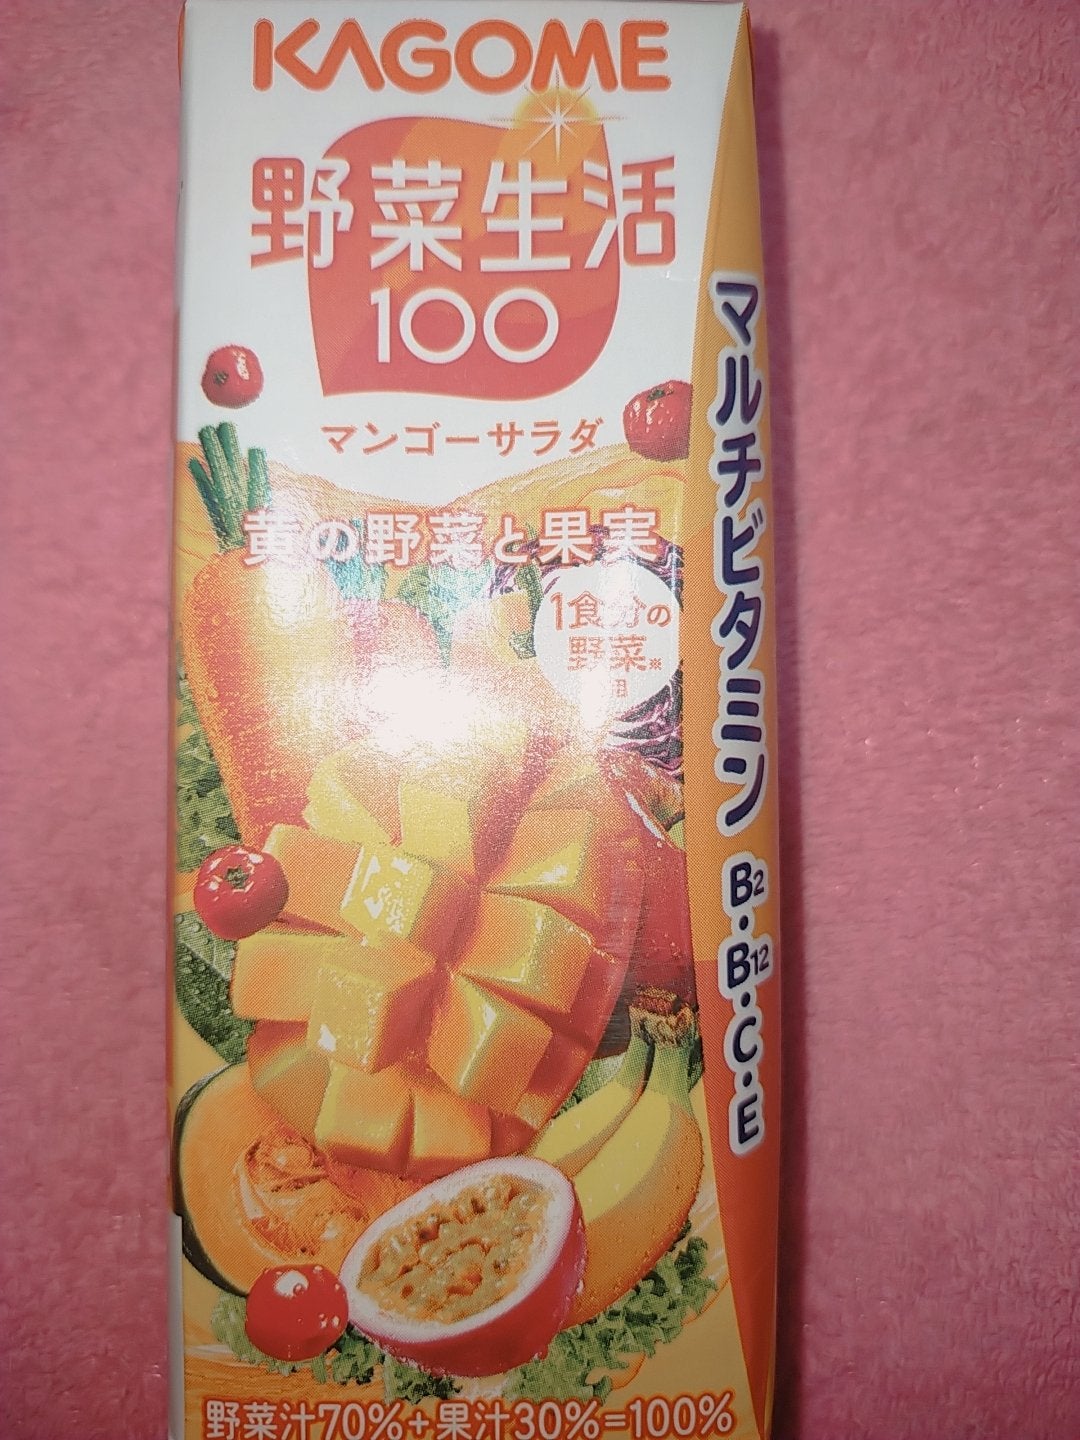 KAGOME
野菜生活
100
マンゴーサラダ
黄の野菜と果実
1食分の
野菜※
野菜汁70%+果汁30%=100%
マルチビタミン B2・B12・C・E